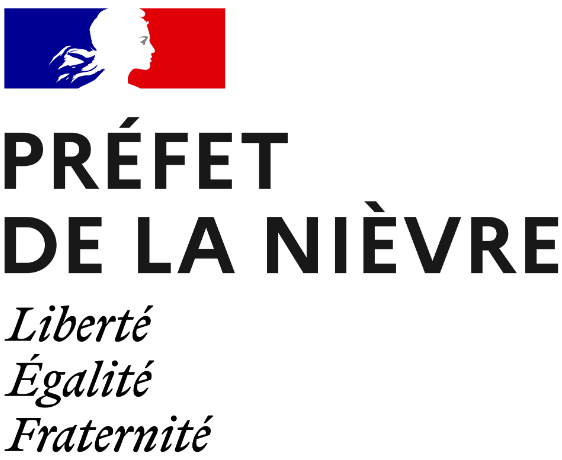 PRÉFET
DE LA NIÈVRE
Liberté
Égalité
Fraternité